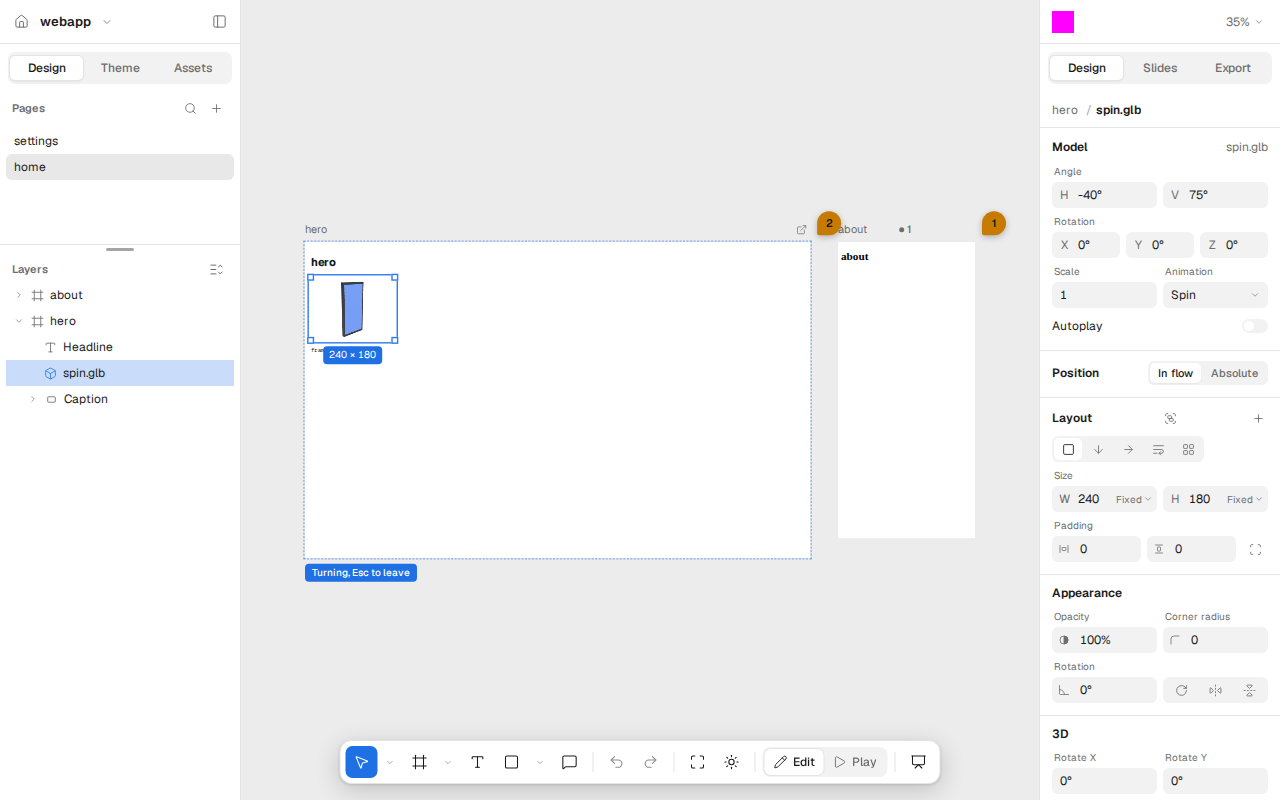 webapp
35%
Design
Theme
Assets
Design
Slides
Export
Pages
settings
home
Layers
about
hero
Headline
spin.glb
Caption
hero
2
about
1
1
hero
about
240 × 180
Turning, Esc to leave
Edit
Play
hero / spin.glb
Model
spin.glb
Angle
H -40°
V 75°
Rotation
X 0°
Y 0°
Z 0°
Scale
Animation
1
Spin
Autoplay
Position
In flow
Absolute
Layout
Size
W 240 Fixed
H 180 Fixed
Padding
0
0
Appearance
Opacity
Corner radius
100%
0
Rotation
0°
3D
Rotate X
Rotate Y
0°
0°